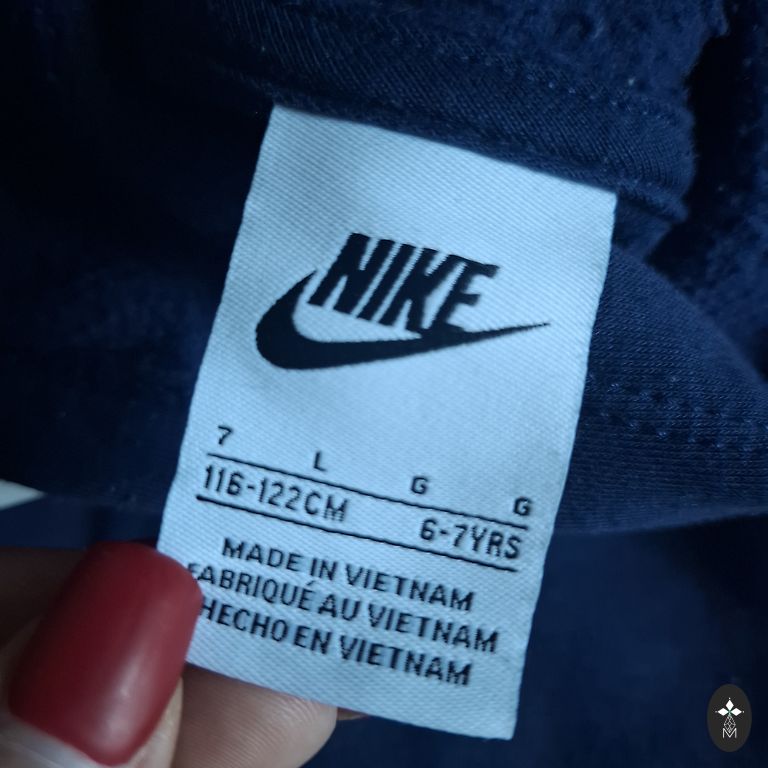 NIKE
7 L G G
116-122CM 6-7YRS
MADE IN VIETNAM
FABRIQUÉ AU VIETNAM
HECHO EN VIETNAM
M